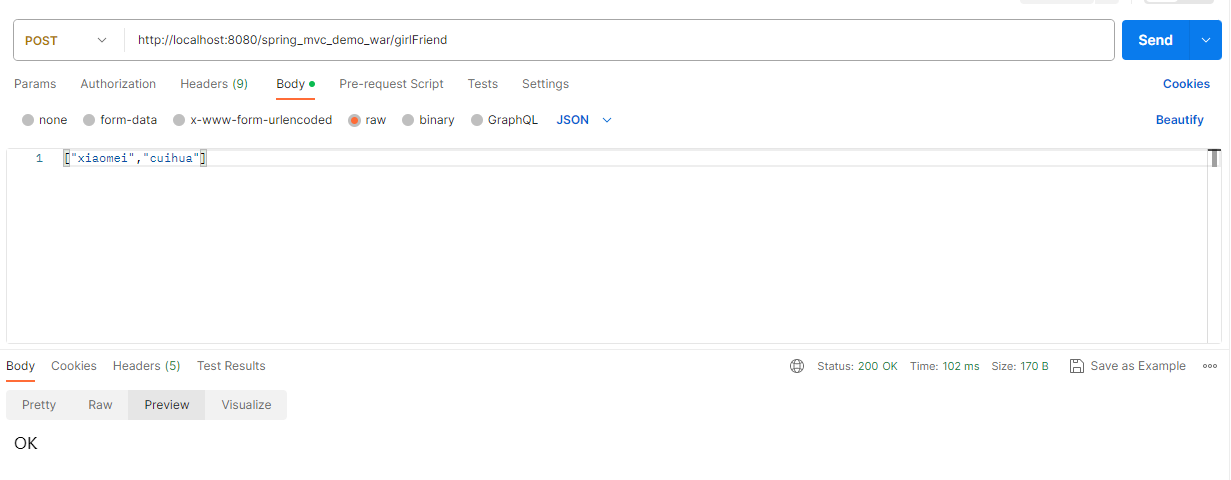 POST http://localhost:8080/spring_mvc_demo_war/girlFriend Send
Params Authorization Headers (9) Body Pre-request Script Tests Settings Cookies
none form-data x-www-form-urlencoded raw binary GraphQL JSON Beautify
1 ["xiaomei","cuihua"]
Body Cookies Headers (5) Test Results Status: 200 OK Time: 102 ms Size: 170 B Save as Example
Pretty Raw Preview Visualize
OK